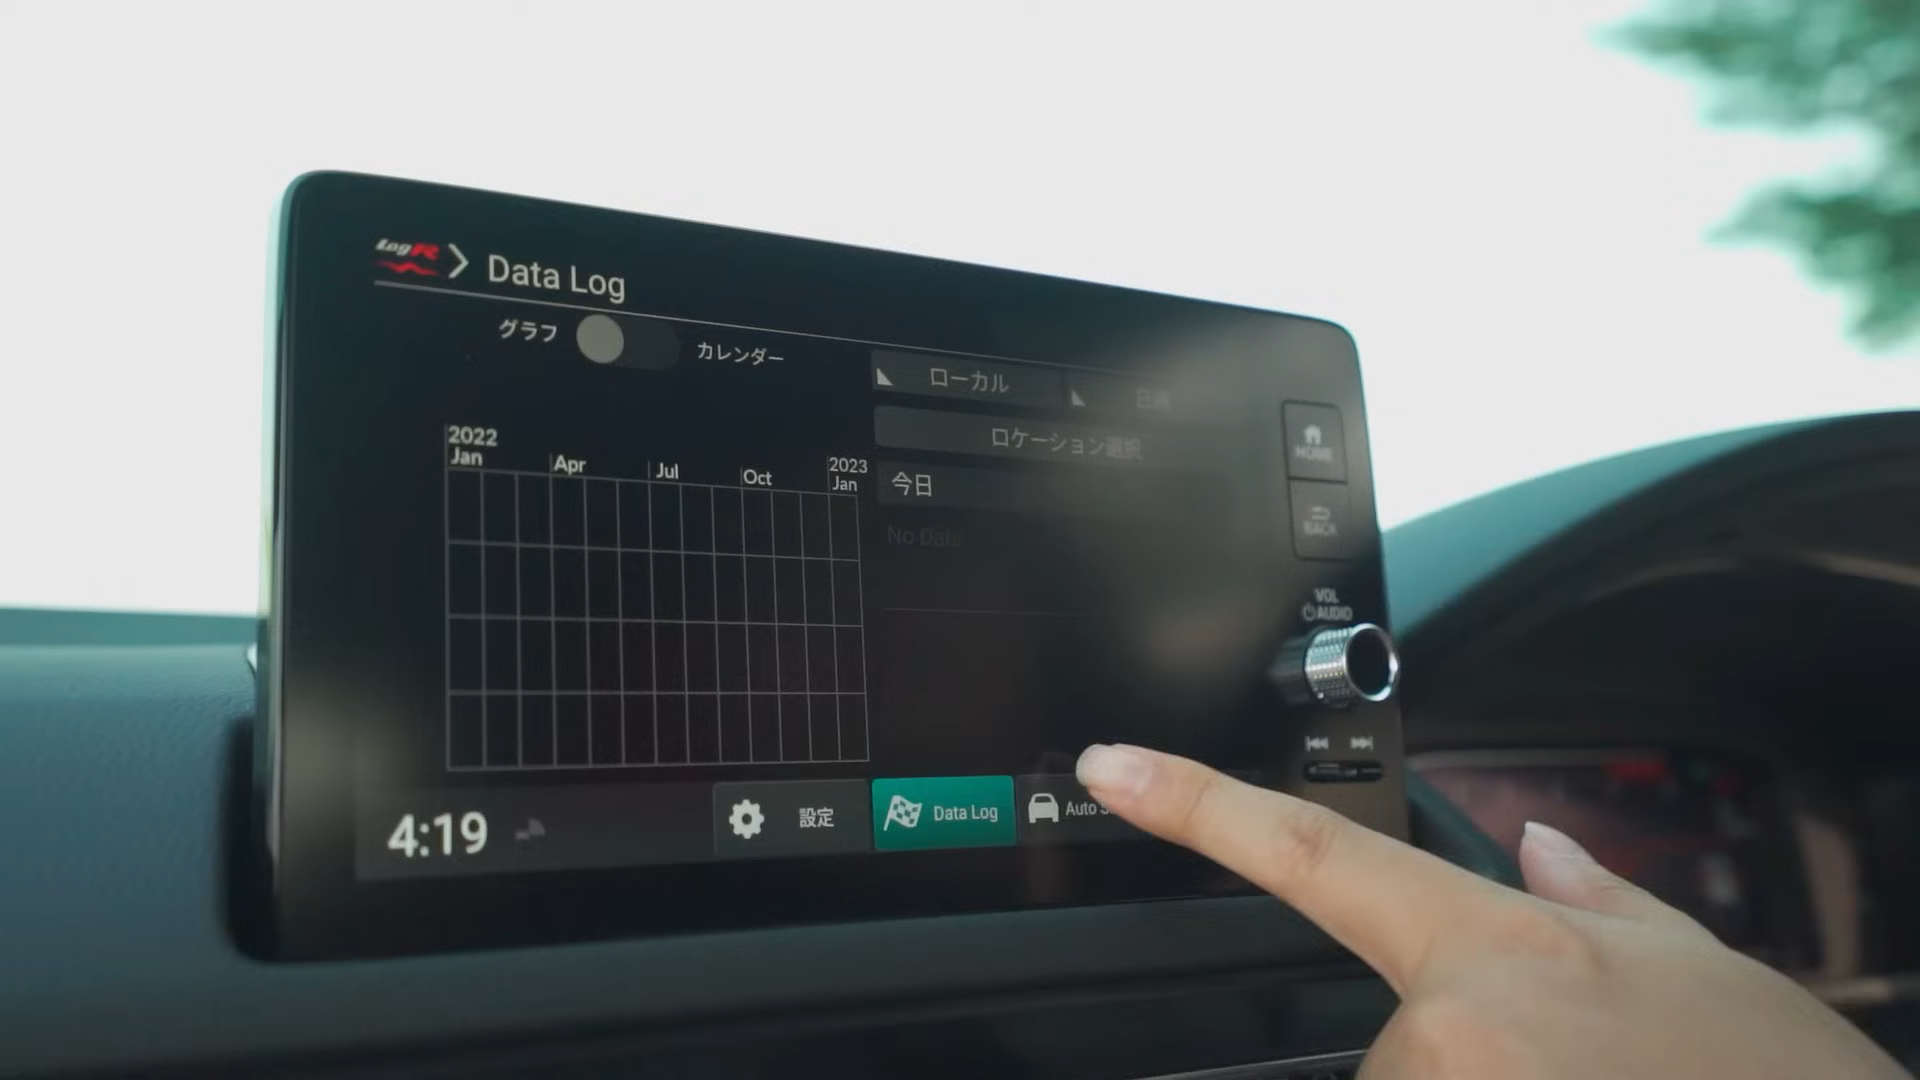 LogR
Data Log
グラフ
カレンダー
ローカル
日時
ロケーション選択
2022
Jan
Apr
Jul
Oct
2023
Jan
今日
No Data
HOME
BACK
VOL
AUDIO
4:19
設定
Data Log
Auto